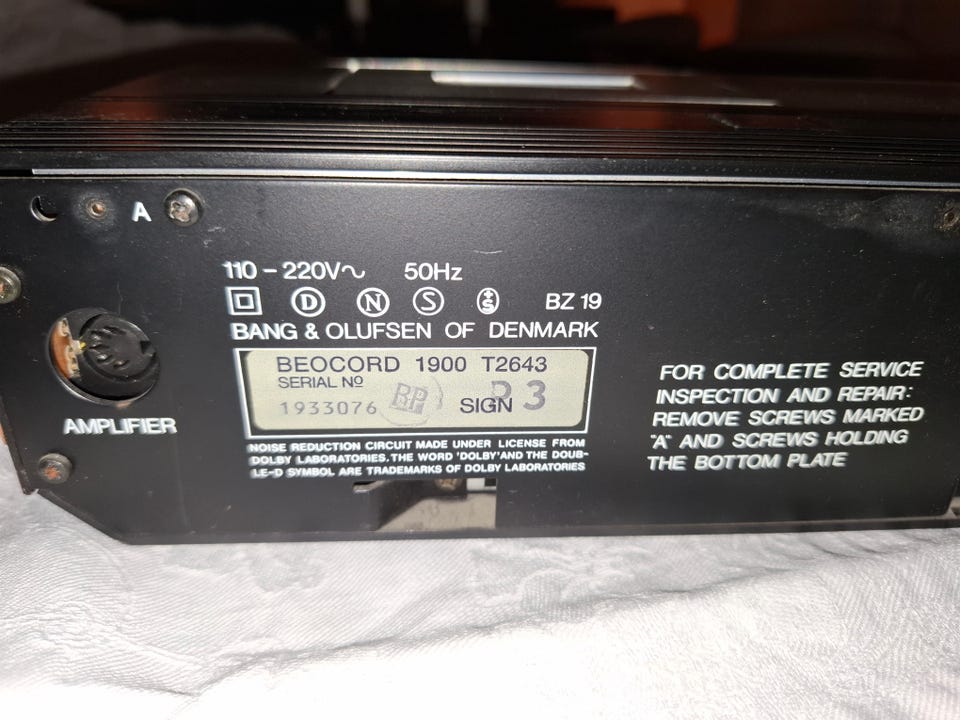 A
110 - 220V~ 50Hz
D N S S BZ 19
BANG & OLUFSEN OF DENMARK
BEOCORD 1900 T2643
SERIAL Nº
1933076 BP SIGN 3
AMPLIFIER
NOISE REDUCTION CIRCUIT MADE UNDER LICENSE FROM
DOLBY LABORATORIES. THE WORD 'DOLBY' AND THE DOUB-
LE-D SYMBOL ARE TRADEMARKS OF DOLBY LABORATORIES
FOR COMPLETE SERVICE
INSPECTION AND REPAIR:
REMOVE SCREWS MARKED
"A" AND SCREWS HOLDING
THE BOTTOM PLATE